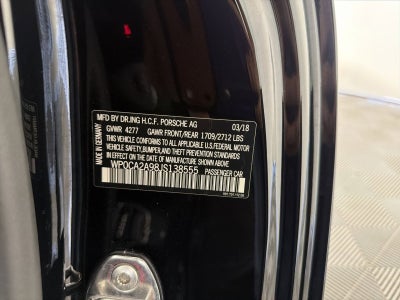 MFD. BY DR.ING H.C.F. PORSCHE AG 03/18
GVWR 4277 GAWR FRONT/REAR 1709/2712 LBS
THIS VEHICLE CONFORMS TO ALL APPLICABLE
VEHICLE SAFETY,BUMPER,AND THEFT PREVENTION STANDARDS
IN EFFECT ON THE DATE OF MANUFACTURE SHOWN ABOVE
WP0CA2A98JS138555 PASSENGER CAR
MADE IN GERMANY